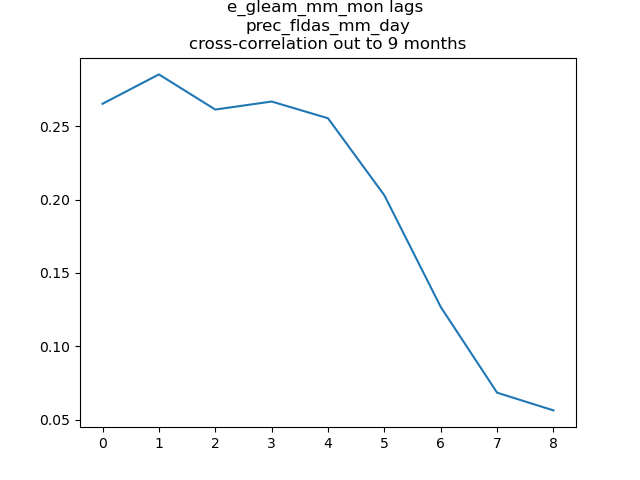 e_gleam_mm_mon lags
prec_fldas_mm_day
cross-correlation out to 9 months
0.25
0.20
0.15
0.10
0.05
0 1 2 3 4 5 6 7 8